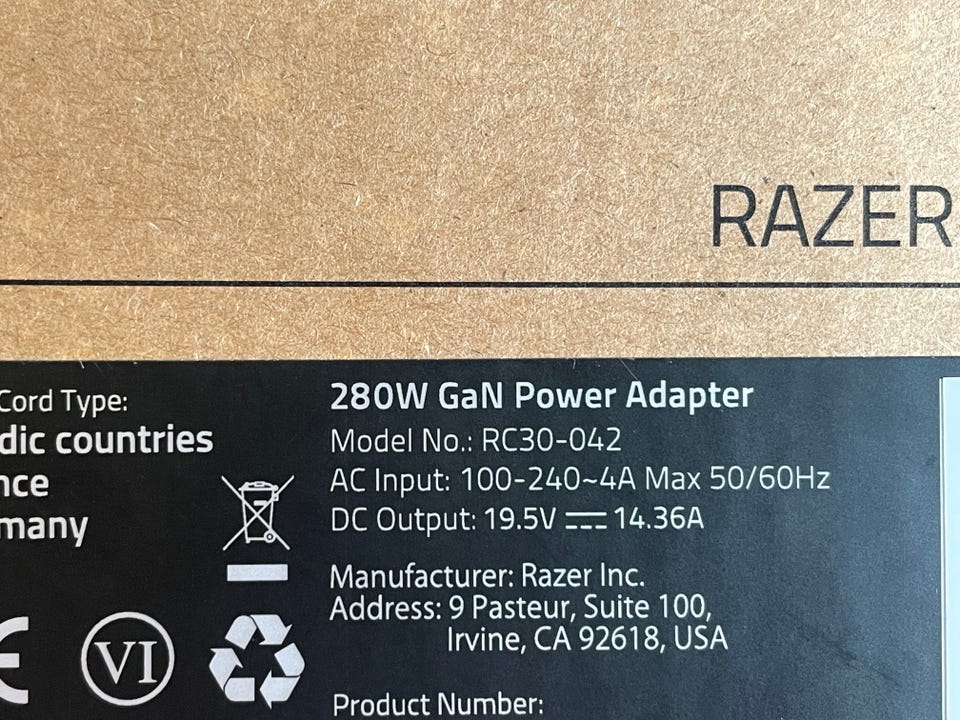 RAZER
Cord Type:
dic countries
nce
many
CE
VI
280W GaN Power Adapter
Model No.: RC30-042
AC Input: 100-240~4A Max 50/60Hz
DC Output: 19.5V ⎓ 14.36A
Manufacturer: Razer Inc.
Address: 9 Pasteur, Suite 100,
Irvine, CA 92618, USA
Product Number: